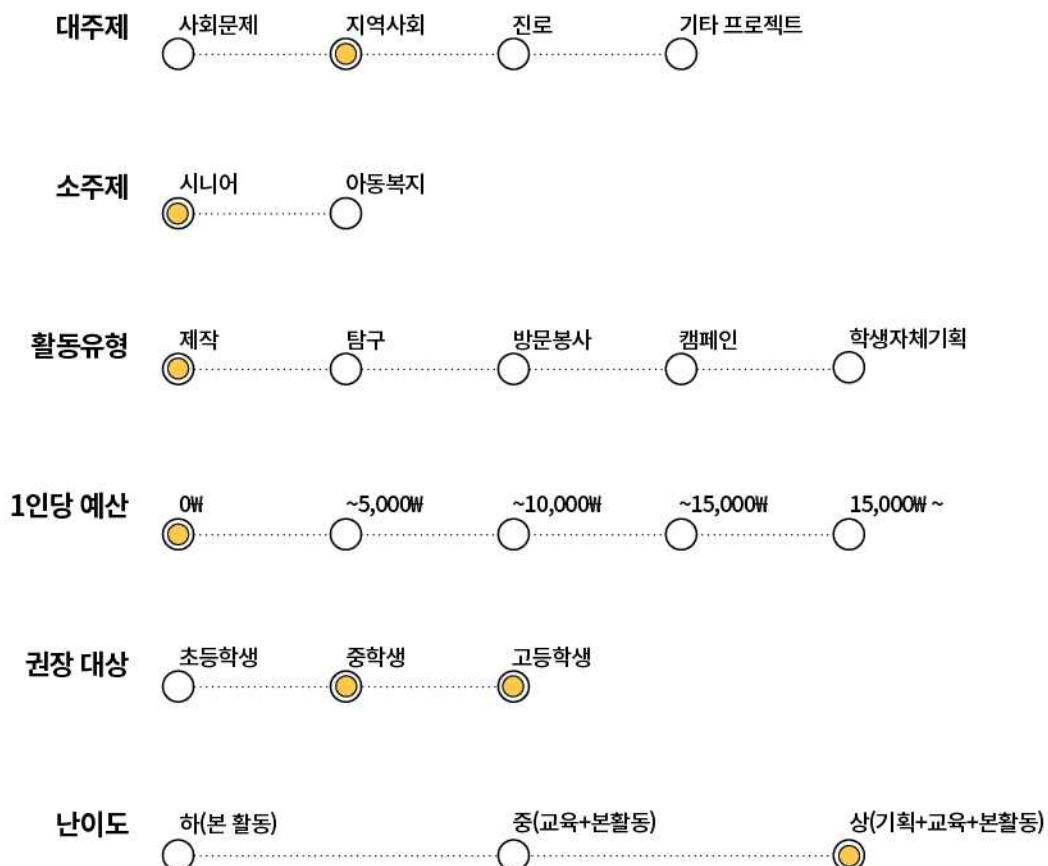 대주제 사회문제 지역사회 진로 기타 프로젝트
소주제 시니어 아동복지
활동유형 제작 탐구 방문봉사 캠페인 학생자체기획
1인당 예산 0₩ ~5,000₩ ~10,000₩ ~15,000₩ 15,000₩ ~
권장 대상 초등학생 중학생 고등학생
난이도 하(본 활동) 중(교육+본활동) 상(기획+교육+본활동)